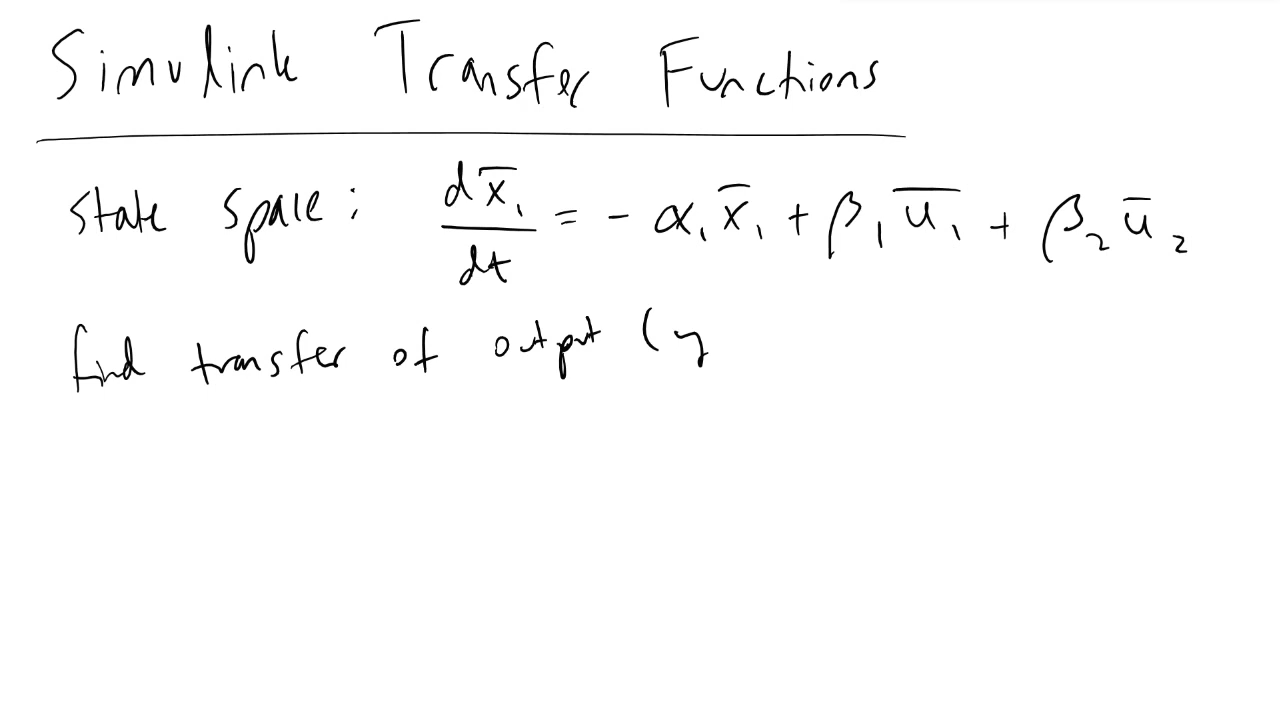 Simulink Transfer Functions
state space: dx̄₁/dt = - α₁x̄₁ + β₁ū₁ + β₂ū₂
find transfer of output (y